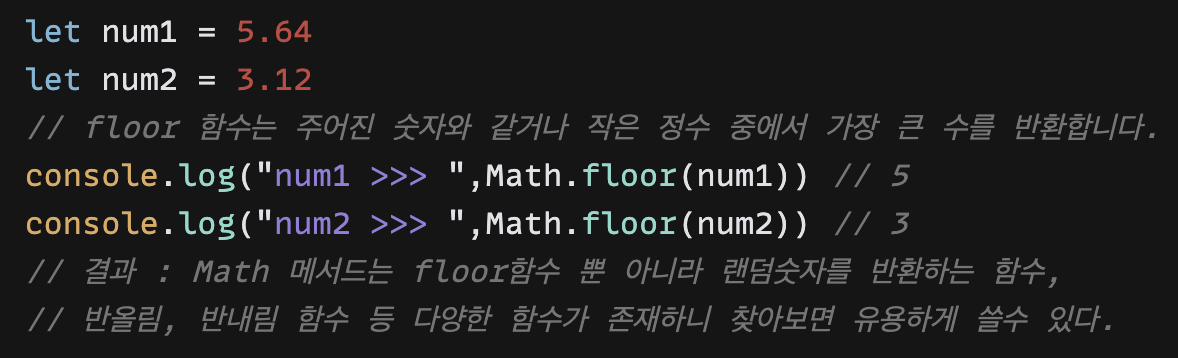 let num1 = 5.64
let num2 = 3.12
// floor 함수는 주어진 숫자와 같거나 작은 정수 중에서 가장 큰 수를 반환합니다.
console.log("num1 >>> ",Math.floor(num1)) // 5
console.log("num2 >>> ",Math.floor(num2)) // 3
// 결과 : Math 메서드는 floor함수 뿐 아니라 랜덤숫자를 반환하는 함수,
// 반올림, 반내림 함수 등 다양한 함수가 존재하니 찾아보면 유용하게 쓸수 있다.